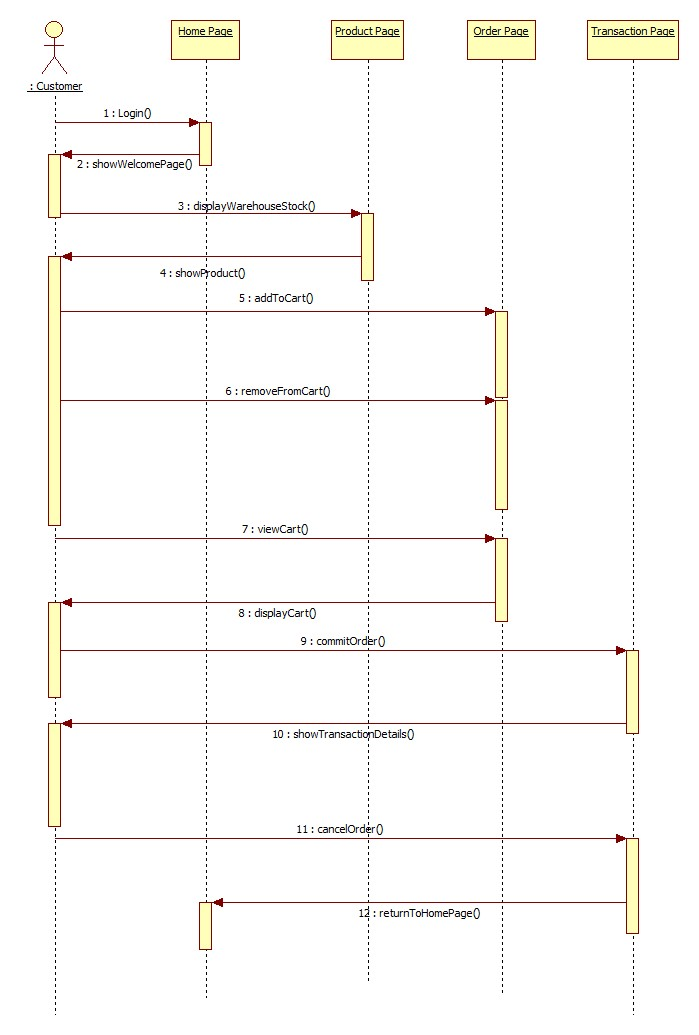 Home Page
Product Page
Order Page
Transaction Page
: Customer
1 : Login()
2 : showWelcomePage()
3 : displayWarehouseStock()
4 : showProduct()
5 : addToCart()
6 : removeFromCart()
7 : viewCart()
8 : displayCart()
9 : commitOrder()
10 : showTransactionDetails()
11 : cancelOrder()
12 : returnToHomePage()